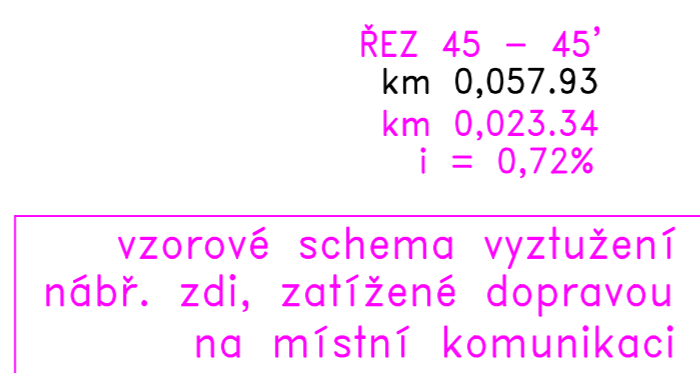 ŘEZ 45 - 45'
km 0,057.93
km 0,023.34
i = 0,72%
vzorové schema vyztužení
nábř. zdi, zatížené dopravou
na místní komunikaci